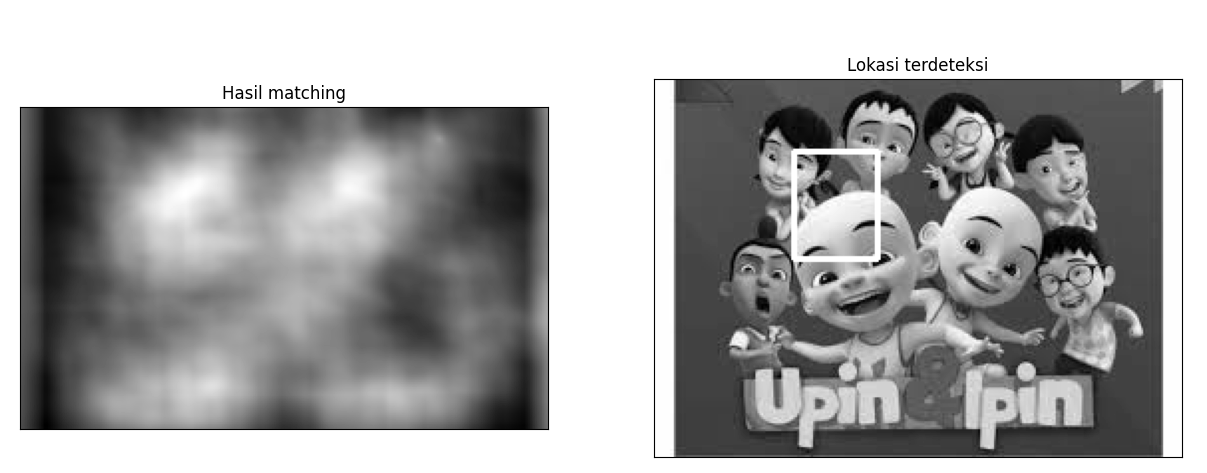 Hasil matching
Lokasi terdeteksi
Upin & Ipin